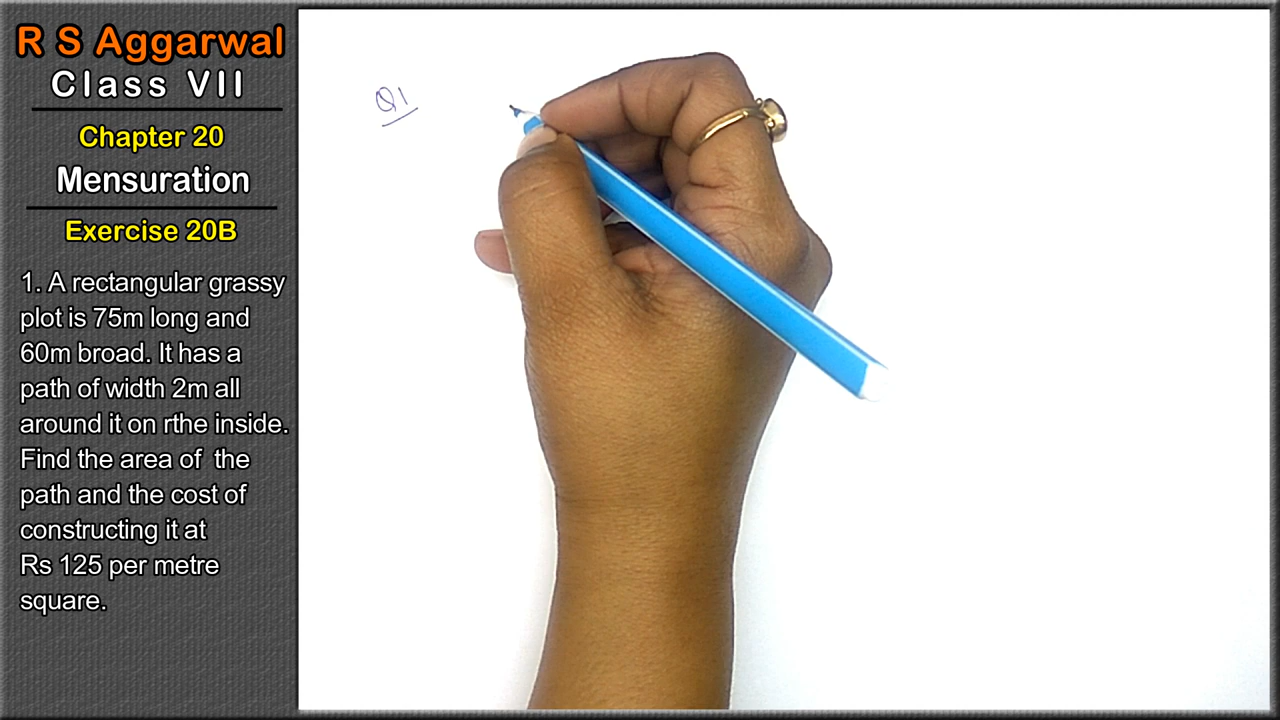 R S Aggarwal
Class VII
Chapter 20
Mensuration
Exercise 20B
1. A rectangular grassy
plot is 75m long and
60m broad. It has a
path of width 2m all
around it on rthe inside.
Find the area of the
path and the cost of
constructing it at
Rs 125 per metre
square.
Q1